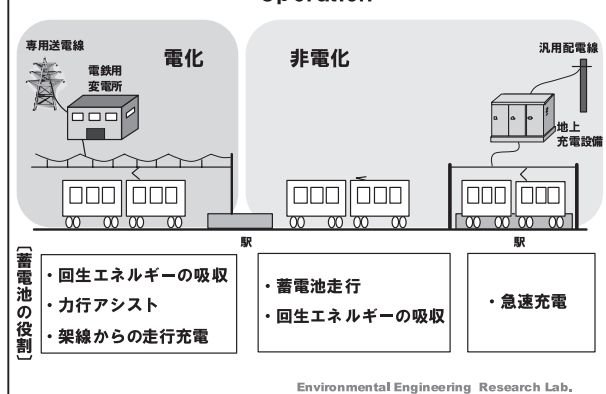 Operation
専用送電線
電鉄用
変電所
電化
非電化
汎用配電線
地上
充電設備
駅
駅
[蓄電池の役割]
・回生エネルギーの吸収
・力行アシスト
・架線からの走行充電
・蓄電池走行
・回生エネルギーの吸収
・急速充電
Environmental Engineering Research Lab.